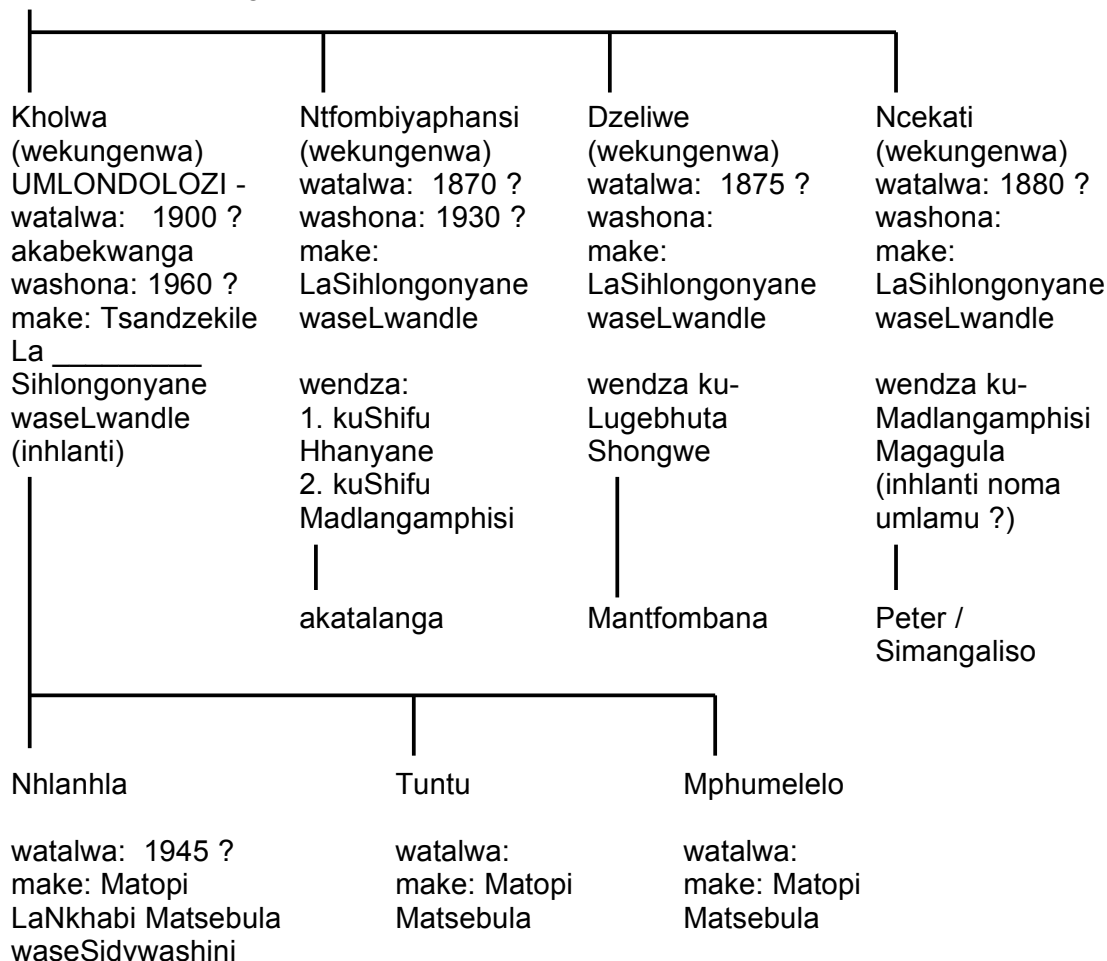 Kholwa
(wekungenwa)
UMLONDOLOZI -
watalwa: 1900 ?
akabekwanga
washona: 1960 ?
make: Tsandzekile
La __________
Sihlongonyane
waseLwandle
(inhlanti)
Ntfombiyaphansi
(wekungenwa)
watalwa: 1870 ?
washona: 1930 ?
make:
LaSihlongonyane
waseLwandle
wendza:
1. kuShifu
Hhanyane
2. kuShifu
Madlangamphisi
akatalanga
Dzeliwe
(wekungenwa)
watalwa: 1875 ?
washona:
make:
LaSihlongonyane
waseLwandle
wendza ku-
Lugebhuta
Shongwe
Mantfombana
Ncekati
(wekungenwa)
watalwa: 1880 ?
washona:
make:
LaSihlongonyane
waseLwandle
wendza ku-
Madlangamphisi
Magagula
(inhlanti noma
umlamu ?)
Peter /
Simangaliso
Nhlanhla
watalwa: 1945 ?
make: Matopi
LaNkhabi Matsebula
waseSidvwashini
Tuntu
watalwa:
make: Matopi
Matsebula
Mphumelelo
watalwa:
make: Matopi
Matsebula